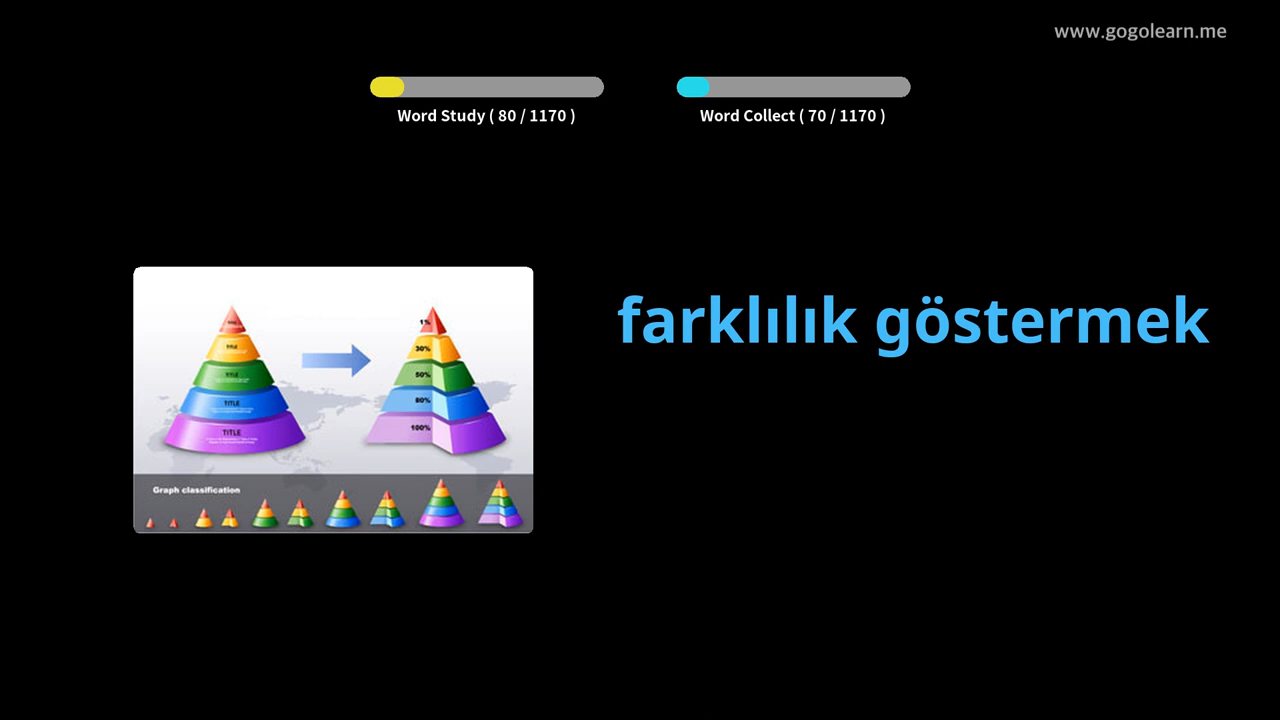 www.gogolearn.me
Word Study ( 80 / 1170 )
Word Collect ( 70 / 1170 )
farklılık göstermek
1%
TITLE
30%
TITLE
50%
TITLE
80%
TITLE
100%
Graph classification